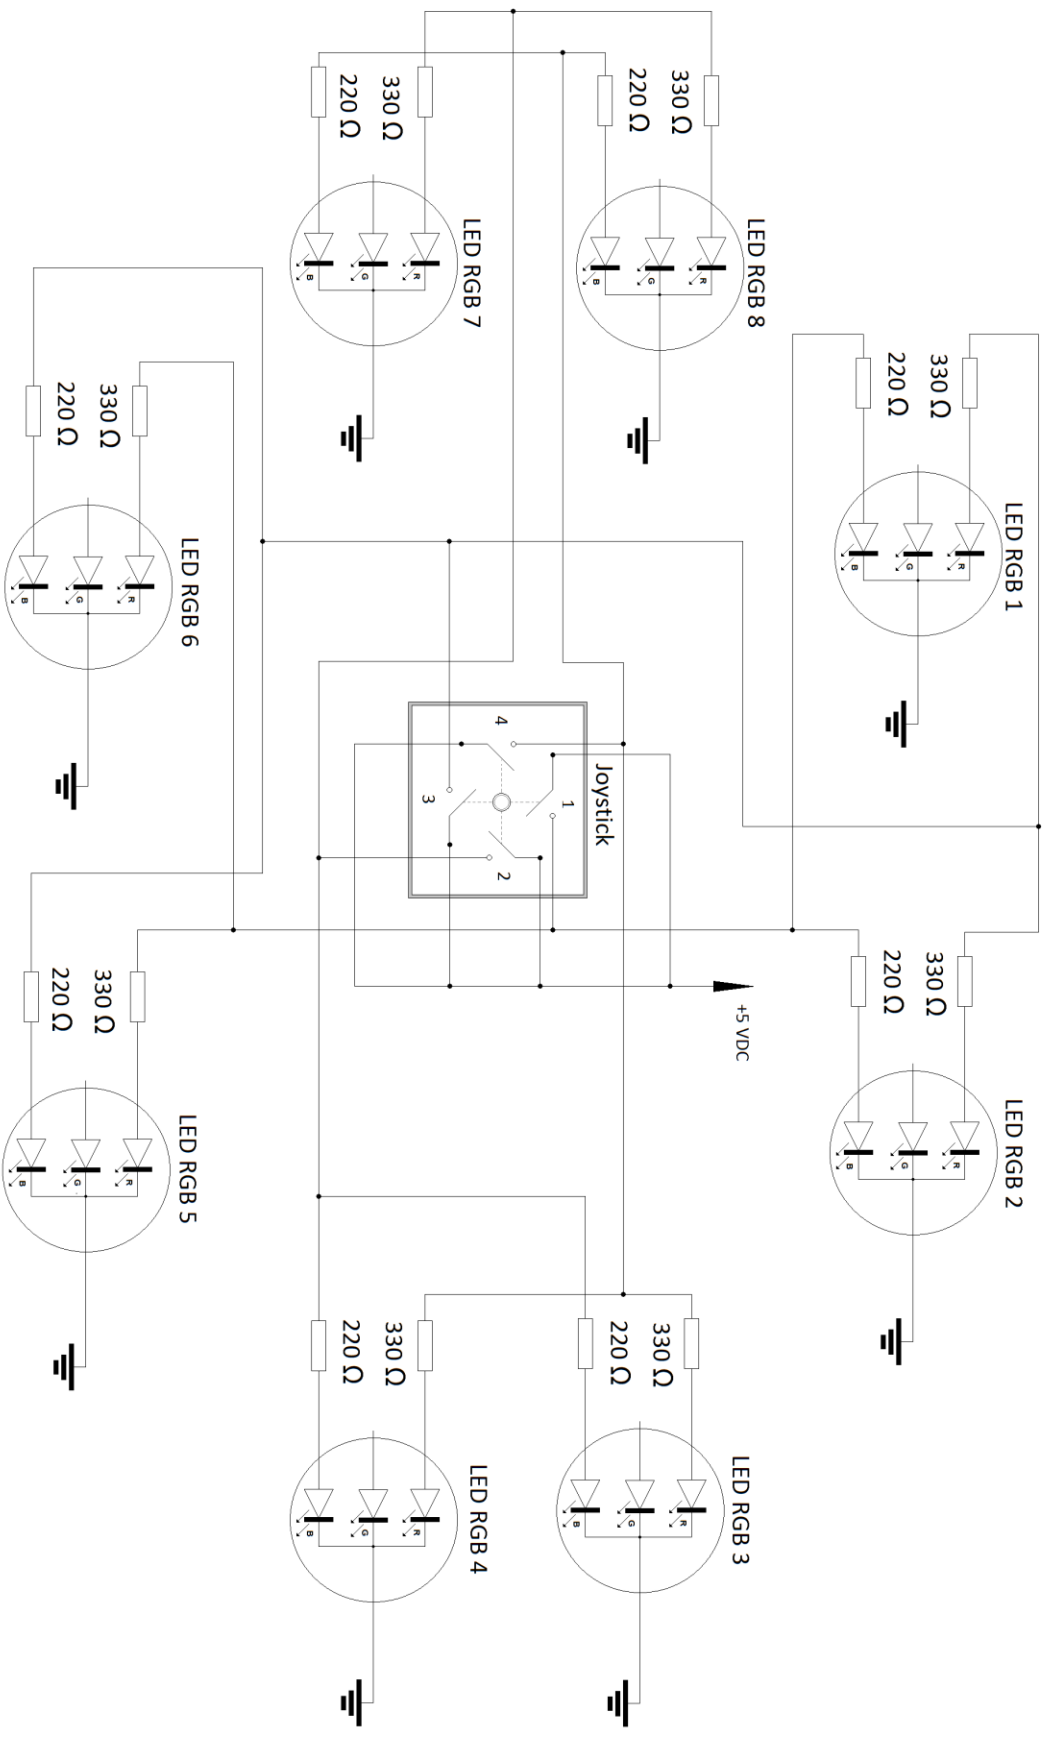 LED RGB 1
330 Ω
220 Ω
R
G
B
LED RGB 2
330 Ω
220 Ω
R
G
B
LED RGB 8
330 Ω
220 Ω
R
G
B
LED RGB 3
330 Ω
220 Ω
R
G
B
+5 VDC
Joystick
1
2
3
4
LED RGB 7
330 Ω
220 Ω
R
G
B
LED RGB 4
330 Ω
220 Ω
R
G
B
LED RGB 6
330 Ω
220 Ω
R
G
B
LED RGB 5
330 Ω
220 Ω
R
G
B